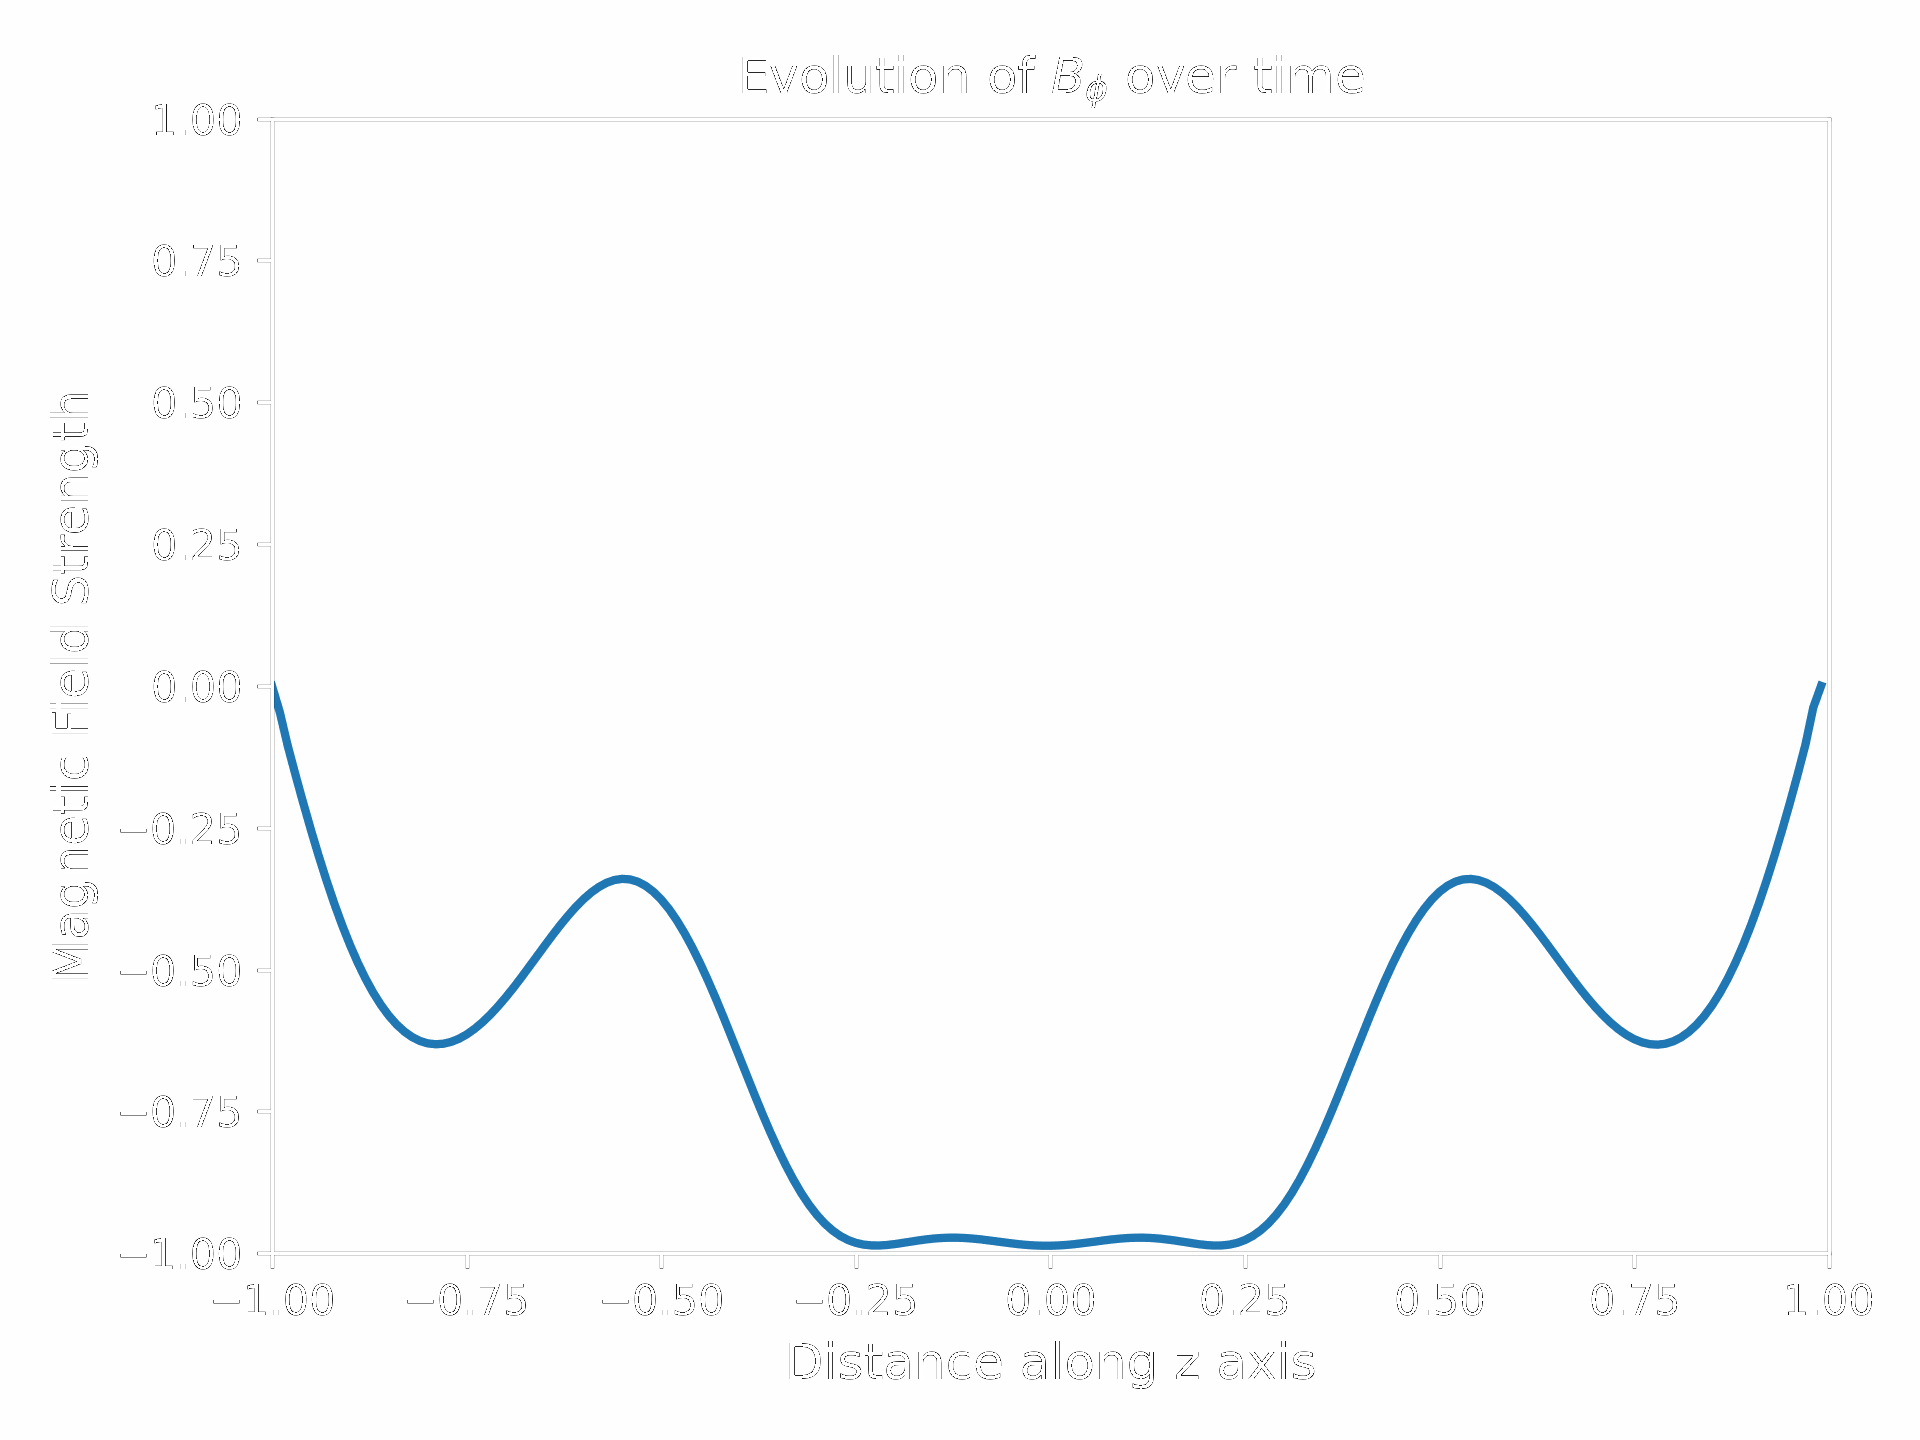 Evolution of B_ϕ over time
1.00
0.75
0.50
0.25
0.00
−0.25
−0.50
−0.75
−1.00
Magnetic Field Strength
−1.00 −0.75 −0.50 −0.25 0.00 0.25 0.50 0.75 1.00
Distance along z axis